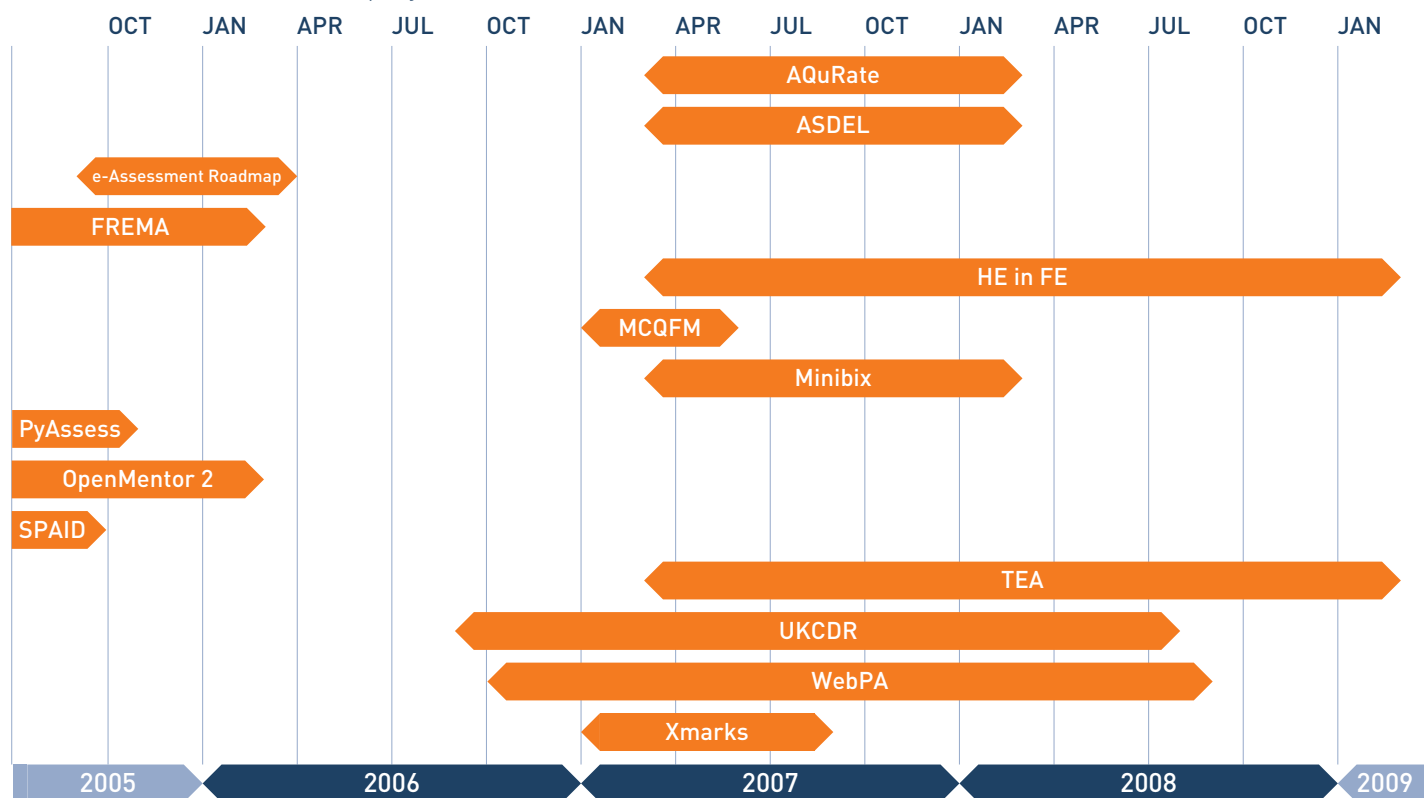 OCT JAN APR JUL OCT JAN APR JUL OCT JAN APR JUL OCT JAN
AQuRate
ASDEL
e-Assessment Roadmap
FREMA
HE in FE
MCQFM
Minibix
PyAssess
OpenMentor 2
SPAID
TEA
UKCDR
WebPA
Xmarks
2005 2006 2007 2008 2009